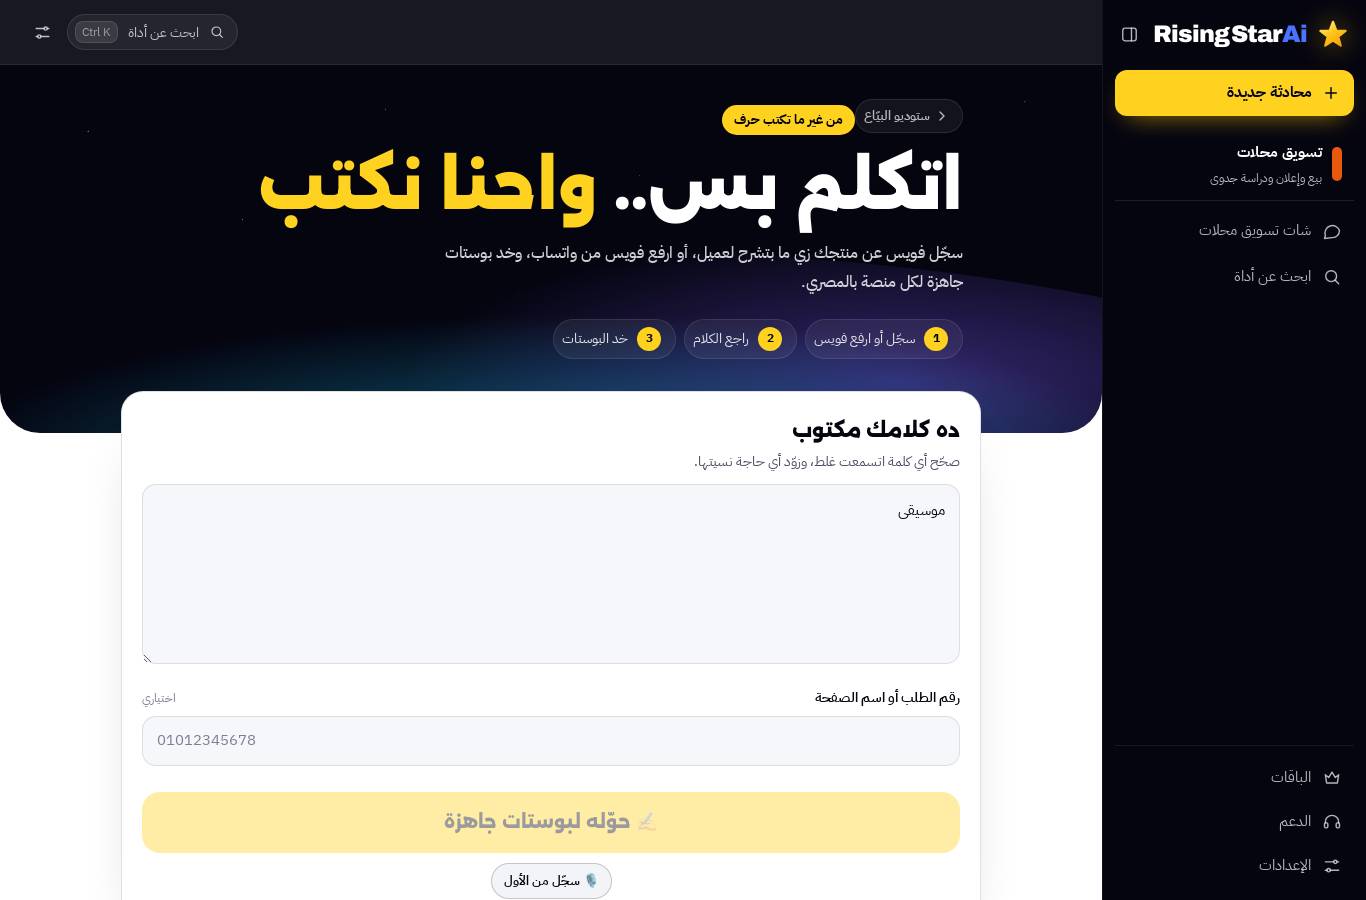 RisingStarAi
محادثة جديدة
تسويق محلات
بيع وإعلان ودراسة جدوى
شات تسويق محلات
ابحث عن أداة
الباقات
الدعم
الإعدادات
ابحث عن أداة Ctrl K
ستوديو البيّاع
من غير ما تكتب حرف
اتكلم بس.. واحنا نكتب
سجّل فويس عن منتجك زي ما بتشرح لعميل، أو ارفع فويس من واتساب، وخد بوستات
جاهزة لكل منصة بالمصري.
1 سجّل أو ارفع فويس
2 راجع الكلام
3 خد البوستات
ده كلامك مكتوب
صحّح أي كلمة اتسمعت غلط، وزوّد أي حاجة نسيتها.
موسيقى
رقم الطلب أو اسم الصفحة
اختياري
01012345678
✍🏻 حوّله لبوستات جاهزة
🎙️ سجّل من الأول